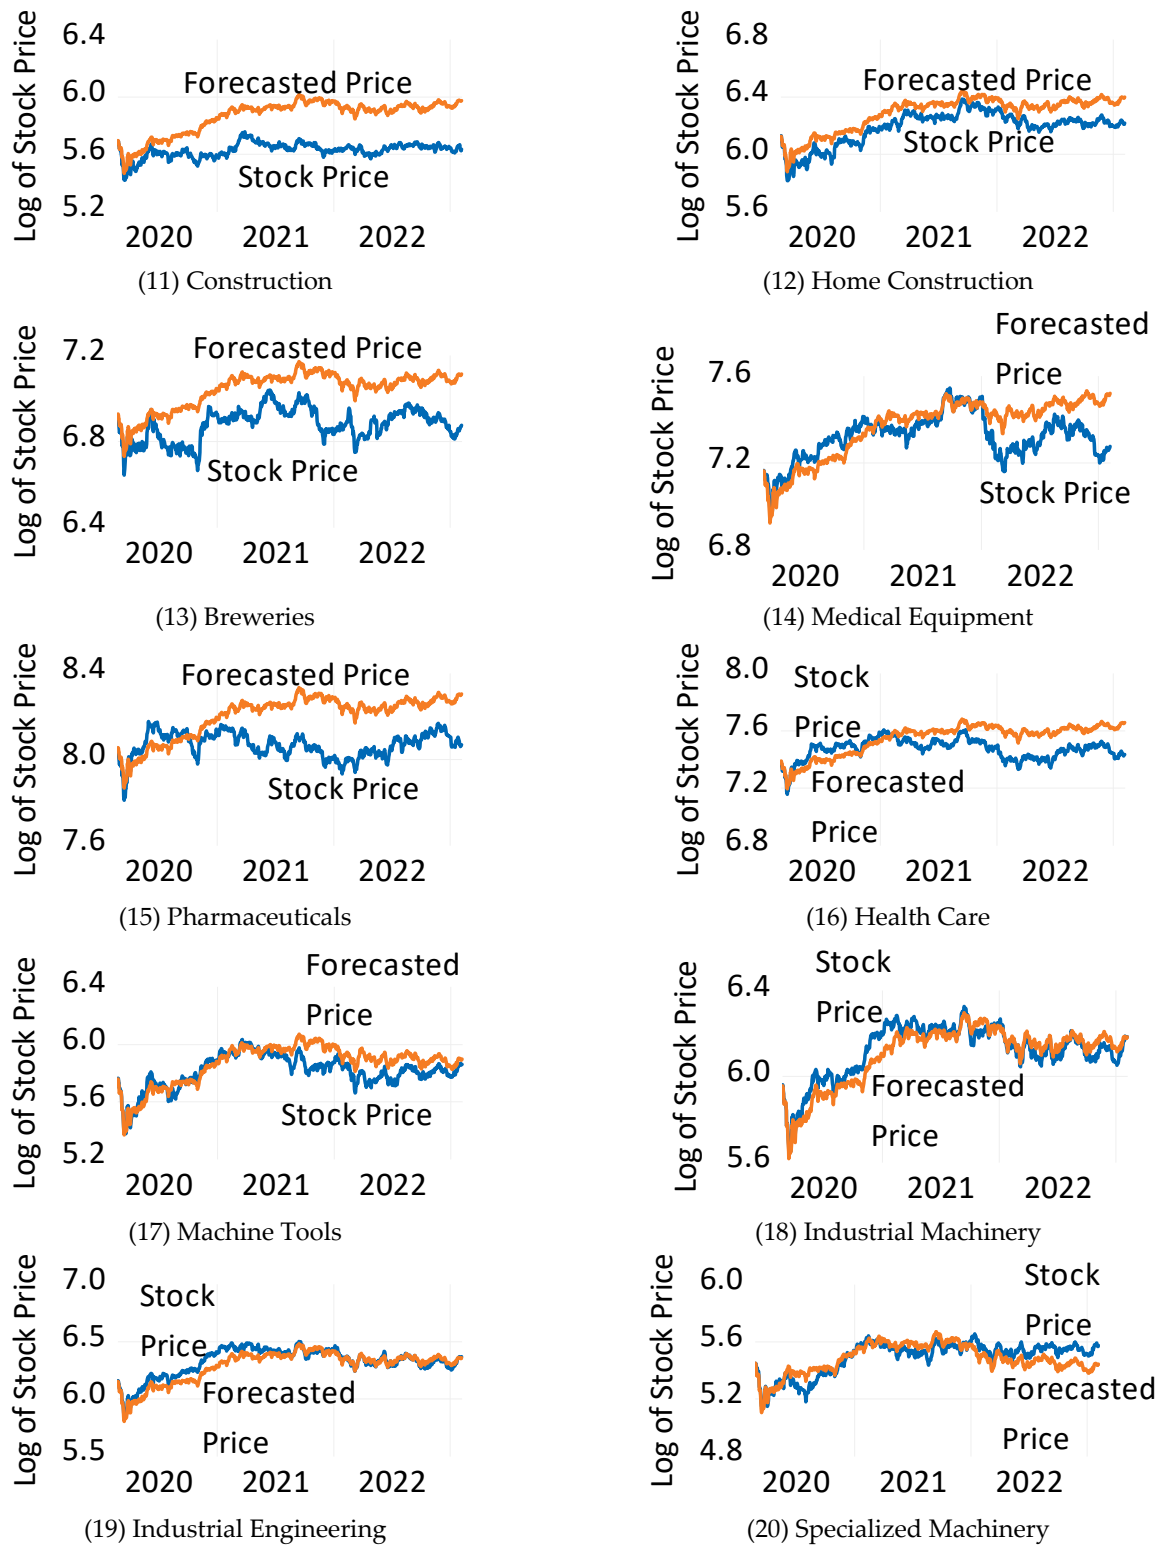 Log of Stock Price
6.4
6.0
5.6
5.2
Forecasted Price
Stock Price
2020 2021 2022
(11) Construction
Log of Stock Price
6.8
6.4
6.0
5.6
Forecasted Price
Stock Price
2020 2021 2022
(12) Home Construction
Log of Stock Price
7.2
6.8
6.4
Forecasted Price
Stock Price
2020 2021 2022
(13) Breweries
Log of Stock Price
7.6
7.2
6.8
Forecasted
Price
Stock Price
2020 2021 2022
(14) Medical Equipment
Log of Stock Price
8.4
8.0
7.6
Forecasted Price
Stock Price
2020 2021 2022
(15) Pharmaceuticals
Log of Stock Price
8.0
7.6
7.2
6.8
Stock
Price
Forecasted
Price
2020 2021 2022
(16) Health Care
Log of Stock Price
6.4
6.0
5.6
5.2
Forecasted
Price
Stock Price
2020 2021 2022
(17) Machine Tools
Log of Stock Price
6.4
6.0
5.6
Stock
Price
Forecasted
Price
2020 2021 2022
(18) Industrial Machinery
Log of Stock Price
7.0
6.5
6.0
5.5
Stock
Price
Forecasted
Price
2020 2021 2022
(19) Industrial Engineering
Log of Stock Price
6.0
5.6
5.2
4.8
Stock
Price
Forecasted
Price
2020 2021 2022
(20) Specialized Machinery